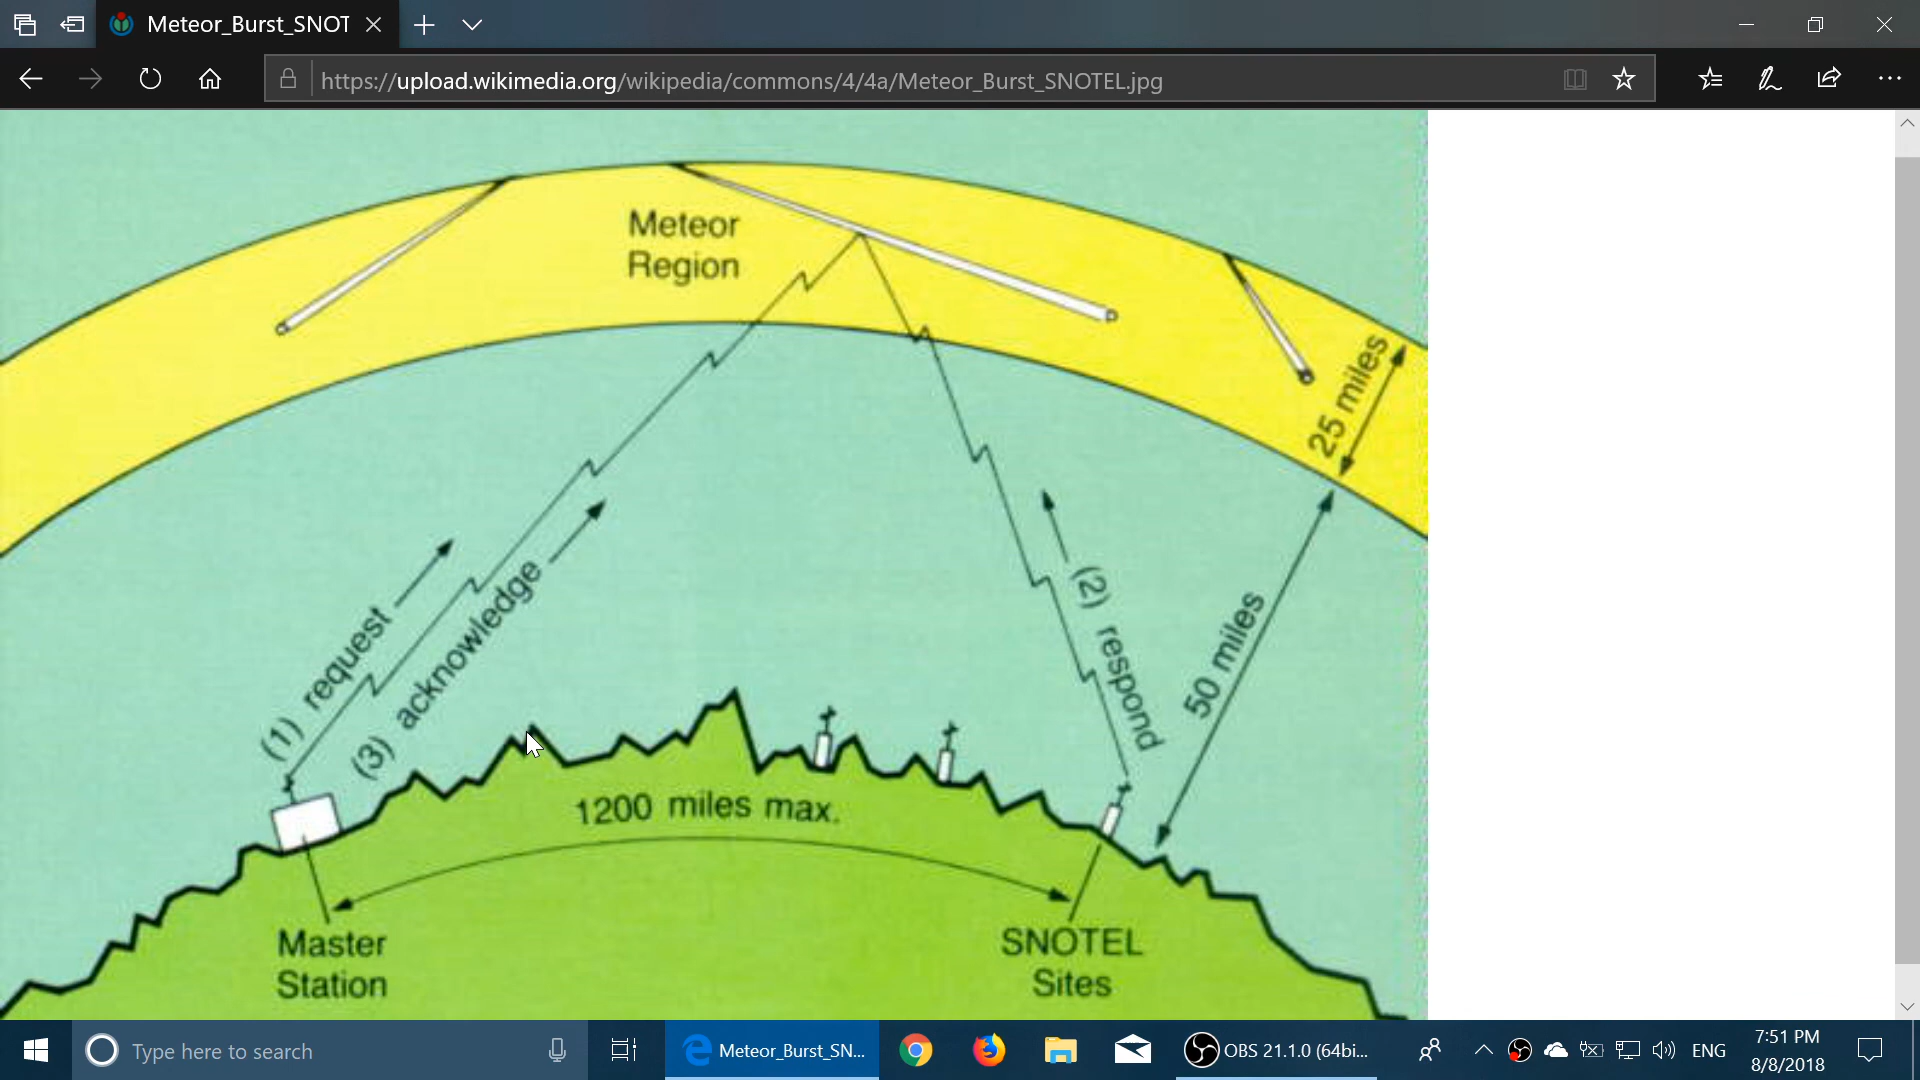 Meteor_Burst_SNOT
https://upload.wikimedia.org/wikipedia/commons/4/4a/Meteor_Burst_SNOTEL.jpg
Meteor
Region
25 miles
50 miles
(1) request
(3) acknowledge
(2) respond
1200 miles max.
Master
Station
SNOTEL
Sites
Type here to search
Meteor_Burst_SN...
OBS 21.1.0 (64bi...
ENG
7:51 PM
8/8/2018